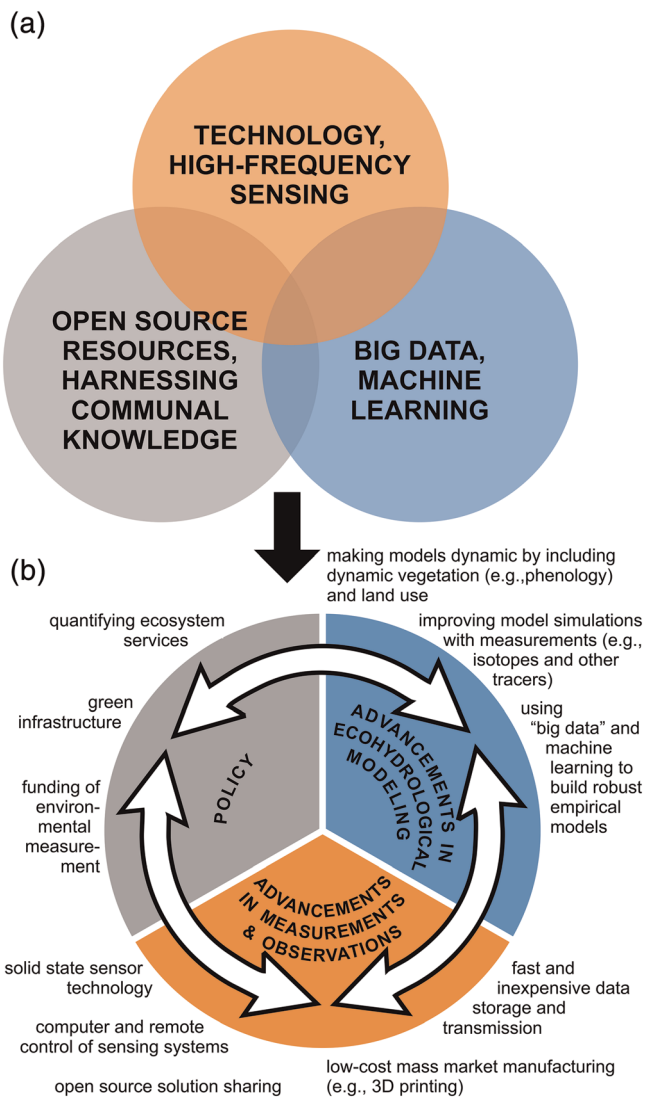 (a)
TECHNOLOGY,
HIGH-FREQUENCY
SENSING
OPEN SOURCE
RESOURCES,
HARNESSING
COMMUNAL
KNOWLEDGE
BIG DATA,
MACHINE
LEARNING
(b)
making models dynamic by including
dynamic vegetation (e.g.,phenology)
and land use
quantifying ecosystem
services
improving model simulations
with measurements (e.g.,
isotopes and other
tracers)
green
infrastructure
using
“big data” and
machine
learning to
build robust
empirical
models
funding of
environ-
mental
measure-
ment
POLICY
ADVANCEMENTS IN
ECOHYDROLOGICAL
MODELING
ADVANCEMENTS
IN MEASUREMENTS
& OBSERVATIONS
solid state sensor
technology
fast and
inexpensive data
storage and
transmission
computer and remote
control of sensing systems
low-cost mass market manufacturing
(e.g., 3D printing)
open source solution sharing